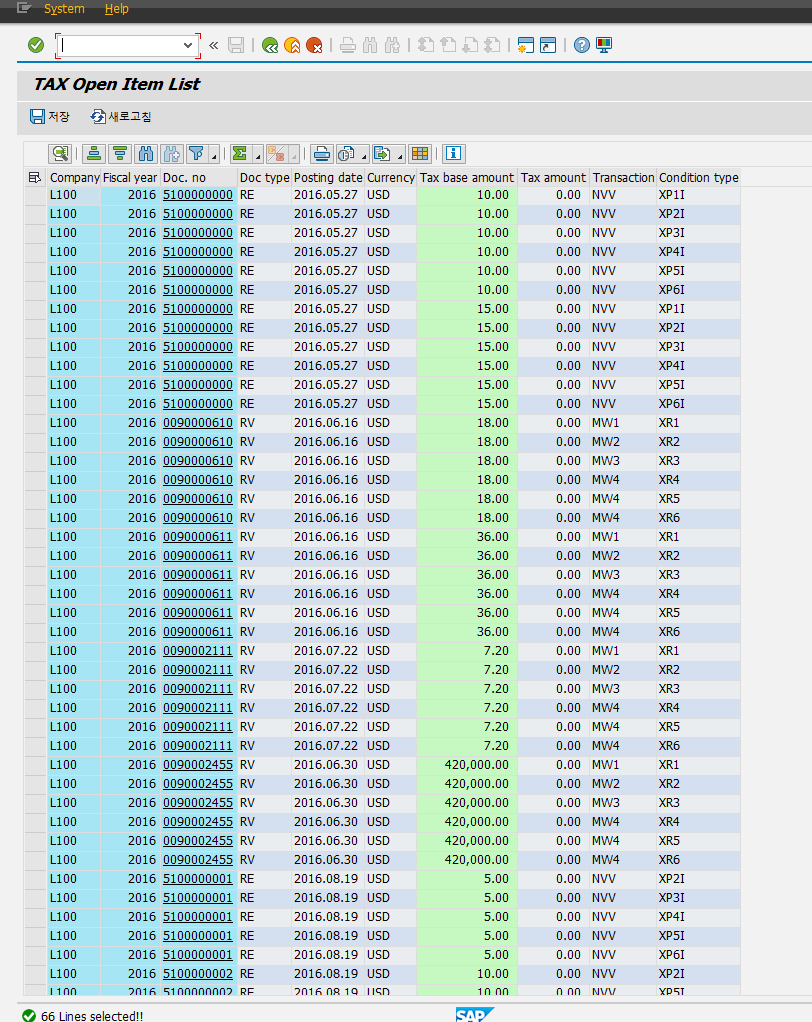 System Help
TAX Open Item List
저장 새로고침
Company Fiscal year Doc. no Doc type Posting date Currency Tax base amount Tax amount Transaction Condition type
L100 2016 5100000000 RE 2016.05.27 USD 10.00 0.00 NVV XP1I
L100 2016 5100000000 RE 2016.05.27 USD 10.00 0.00 NVV XP2I
L100 2016 5100000000 RE 2016.05.27 USD 10.00 0.00 NVV XP3I
L100 2016 5100000000 RE 2016.05.27 USD 10.00 0.00 NVV XP4I
L100 2016 5100000000 RE 2016.05.27 USD 10.00 0.00 NVV XP5I
L100 2016 5100000000 RE 2016.05.27 USD 10.00 0.00 NVV XP6I
L100 2016 5100000000 RE 2016.05.27 USD 15.00 0.00 NVV XP1I
L100 2016 5100000000 RE 2016.05.27 USD 15.00 0.00 NVV XP2I
L100 2016 5100000000 RE 2016.05.27 USD 15.00 0.00 NVV XP3I
L100 2016 5100000000 RE 2016.05.27 USD 15.00 0.00 NVV XP4I
L100 2016 5100000000 RE 2016.05.27 USD 15.00 0.00 NVV XP5I
L100 2016 5100000000 RE 2016.05.27 USD 15.00 0.00 NVV XP6I
L100 2016 0090000610 RV 2016.06.16 USD 18.00 0.00 MW1 XR1
L100 2016 0090000610 RV 2016.06.16 USD 18.00 0.00 MW2 XR2
L100 2016 0090000610 RV 2016.06.16 USD 18.00 0.00 MW3 XR3
L100 2016 0090000610 RV 2016.06.16 USD 18.00 0.00 MW4 XR4
L100 2016 0090000610 RV 2016.06.16 USD 18.00 0.00 MW4 XR5
L100 2016 0090000610 RV 2016.06.16 USD 18.00 0.00 MW4 XR6
L100 2016 0090000611 RV 2016.06.16 USD 36.00 0.00 MW1 XR1
L100 2016 0090000611 RV 2016.06.16 USD 36.00 0.00 MW2 XR2
L100 2016 0090000611 RV 2016.06.16 USD 36.00 0.00 MW3 XR3
L100 2016 0090000611 RV 2016.06.16 USD 36.00 0.00 MW4 XR4
L100 2016 0090000611 RV 2016.06.16 USD 36.00 0.00 MW4 XR5
L100 2016 0090000611 RV 2016.06.16 USD 36.00 0.00 MW4 XR6
L100 2016 0090002111 RV 2016.07.22 USD 7.20 0.00 MW1 XR1
L100 2016 0090002111 RV 2016.07.22 USD 7.20 0.00 MW2 XR2
L100 2016 0090002111 RV 2016.07.22 USD 7.20 0.00 MW3 XR3
L100 2016 0090002111 RV 2016.07.22 USD 7.20 0.00 MW4 XR4
L100 2016 0090002111 RV 2016.07.22 USD 7.20 0.00 MW4 XR5
L100 2016 0090002111 RV 2016.07.22 USD 7.20 0.00 MW4 XR6
L100 2016 0090002455 RV 2016.06.30 USD 420,000.00 0.00 MW1 XR1
L100 2016 0090002455 RV 2016.06.30 USD 420,000.00 0.00 MW2 XR2
L100 2016 0090002455 RV 2016.06.30 USD 420,000.00 0.00 MW3 XR3
L100 2016 0090002455 RV 2016.06.30 USD 420,000.00 0.00 MW4 XR4
L100 2016 0090002455 RV 2016.06.30 USD 420,000.00 0.00 MW4 XR5
L100 2016 0090002455 RV 2016.06.30 USD 420,000.00 0.00 MW4 XR6
L100 2016 5100000001 RE 2016.08.19 USD 5.00 0.00 NVV XP2I
L100 2016 5100000001 RE 2016.08.19 USD 5.00 0.00 NVV XP3I
L100 2016 5100000001 RE 2016.08.19 USD 5.00 0.00 NVV XP4I
L100 2016 5100000001 RE 2016.08.19 USD 5.00 0.00 NVV XP5I
L100 2016 5100000001 RE 2016.08.19 USD 5.00 0.00 NVV XP6I
L100 2016 5100000002 RE 2016.08.19 USD 10.00 0.00 NVV XP2I
L100 2016 5100000002 RE 2016.08.19 USD 10.00 0.00 NVV XP5I
66 Lines selected!!
SAP